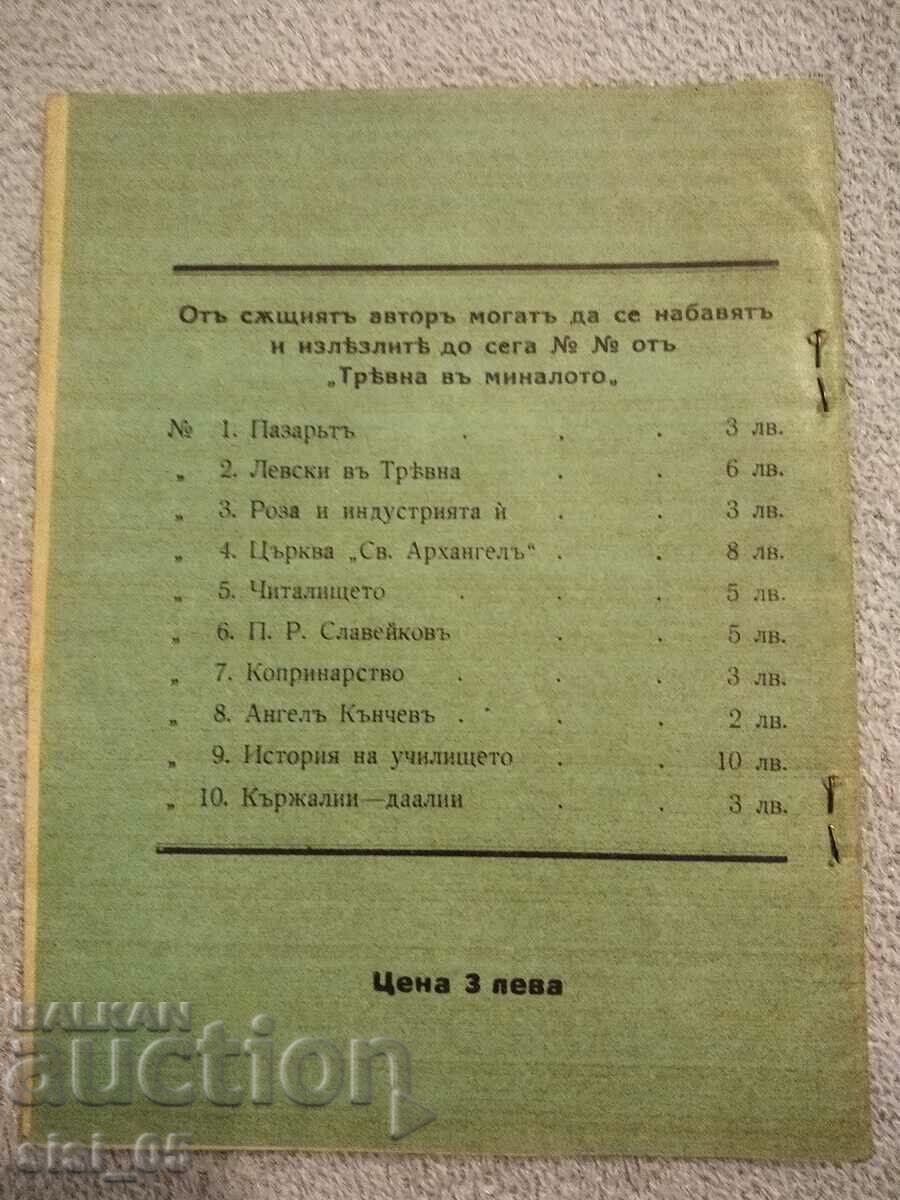 Отъ сѫщиятъ авторъ могатъ да се набавятъ
и излѣзлитѣ до сега № № отъ
„Трѣвна въ миналото„
№ 1. Пазарьтъ . . . 3 лв.
„ 2. Левски въ Трѣвна . . 6 лв.
„ 3. Роза и индустрията ѝ . . 3 лв.
„ 4. Църква „Св. Архангелъ“ . . 8 лв.
„ 5. Читалището . . . 5 лв.
„ 6. П. Р. Славейковъ . . 5 лв.
„ 7. Копринарство . . . 3 лв.
„ 8. Ангелъ Кънчевъ . . . 2 лв.
„ 9. История на училището . . 10 лв.
„ 10. Кържалии—даалии . . 3 лв.
Цена 3 лева
BALKAN
auction
sisi_05